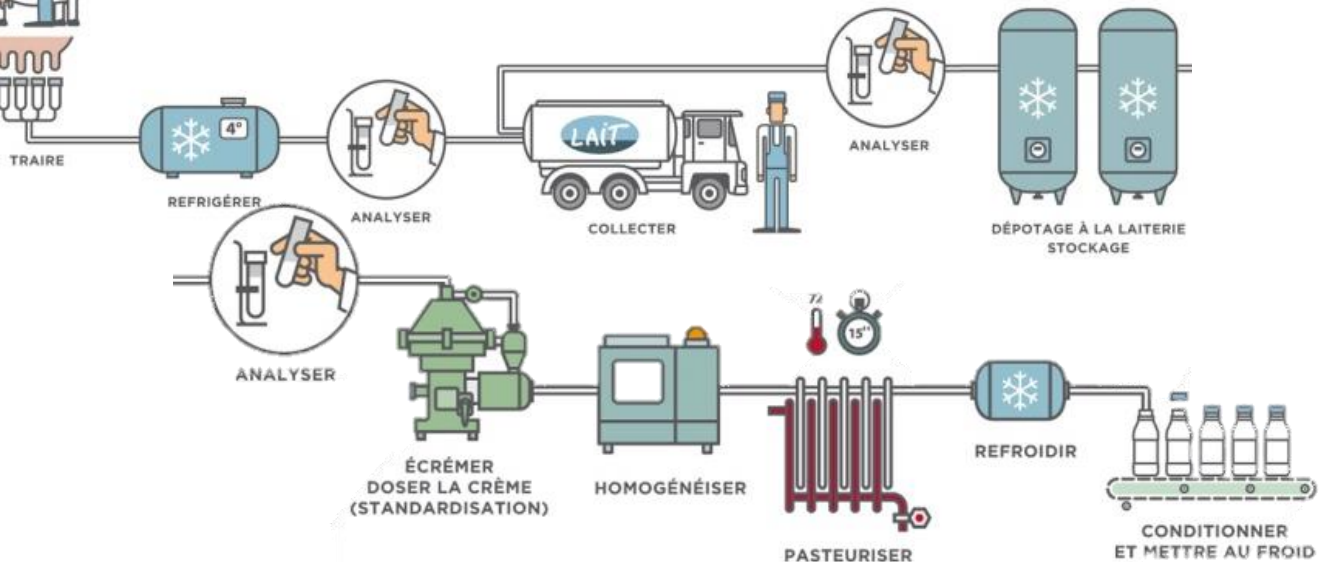 TRAIRE
4°
REFRIGÉRER
ANALYSER
LAIT
COLLECTER
ANALYSER
DÉPOTAGE À LA LAITERIE
STOCKAGE
ANALYSER
ÉCRÉMER
DOSER LA CRÈME
(STANDARDISATION)
HOMOGÉNÉISER
72
15''
PASTEURISER
REFROIDIR
CONDITIONNER
ET METTRE AU FROID